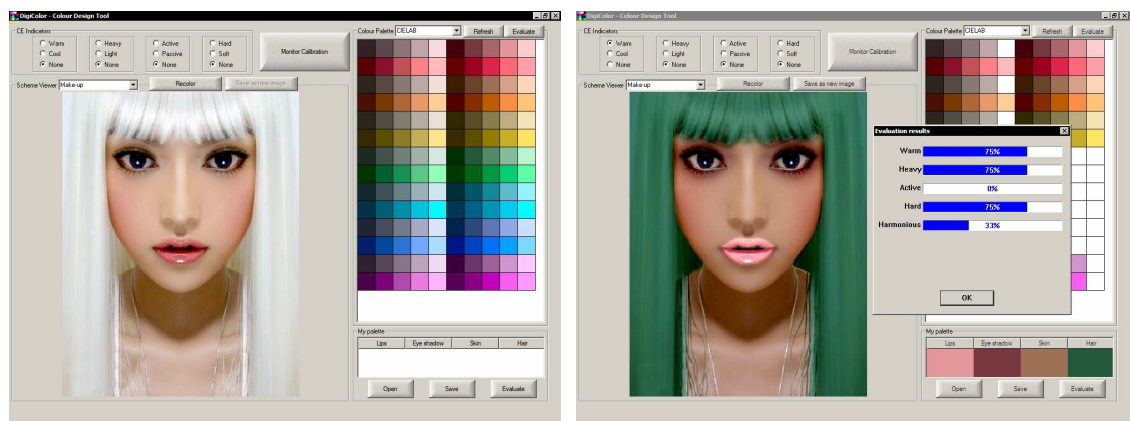 DigiColor - Colour Design Tool
CE Indicators
Warm Heavy Active Hard
Cool Light Passive Soft
None None None None
Monitor Calibration
Colour Palette CIELAB Refresh Evaluate
Scheme Viewer Make-up Recolor Save as new image
My palette
Lips Eye shadow Skin Hair
Open Save Evaluate
DigiColor - Colour Design Tool
CE Indicators
Warm Heavy Active Hard
Cool Light Passive Soft
None None None None
Monitor Calibration
Colour Palette CIELAB Refresh Evaluate
Scheme Viewer Make-up Recolor Save as new image
Evaluation results
Warm 75%
Heavy 75%
Active 0%
Hard 75%
Harmonious 33%
OK
My palette
Lips Eye shadow Skin Hair
Open Save Evaluate